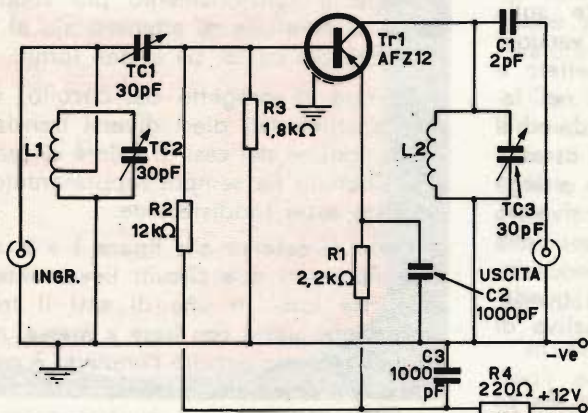 Tr1
AFZ12
C1
2pF
TC1
30pF
R3
1,8kΩ
L1
TC2
30pF
R2
12kΩ
L2
TC3
30pF
INGR.
R1
2,2kΩ
USCITA
C2
1000pF
-Ve
C3
1000
pF
R4
220Ω
+12V